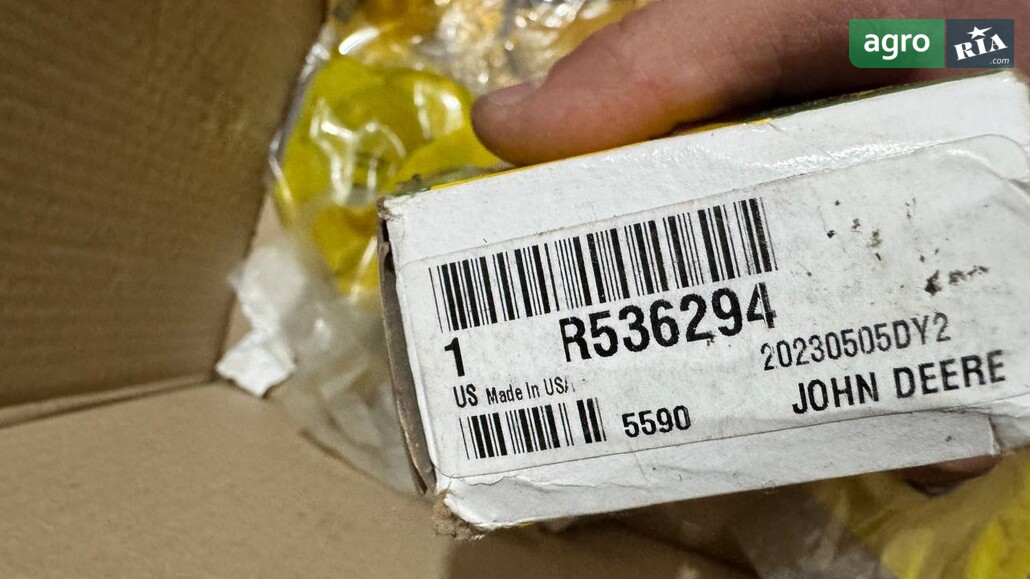 agro RIA
.com
R536294
1
20230505DY2
US Made In USA
JOHN DEERE
5590